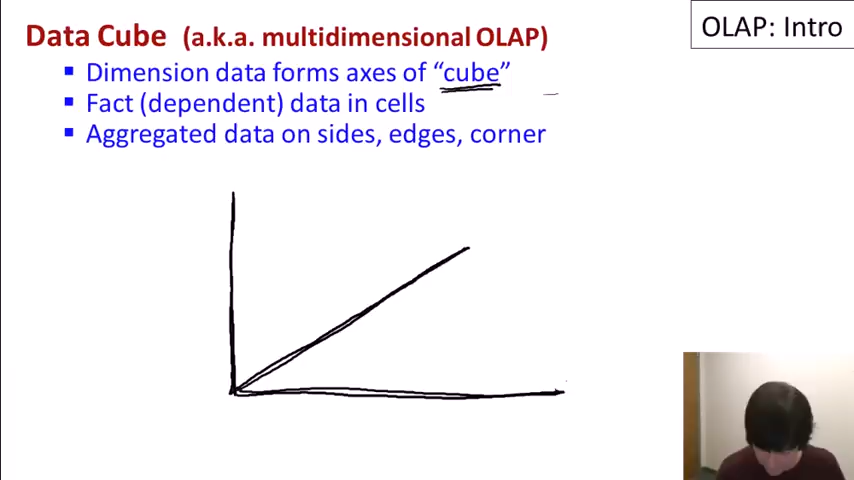 Data Cube (a.k.a. multidimensional OLAP)
OLAP: Intro
▪ Dimension data forms axes of “cube”
▪ Fact (dependent) data in cells
▪ Aggregated data on sides, edges, corner